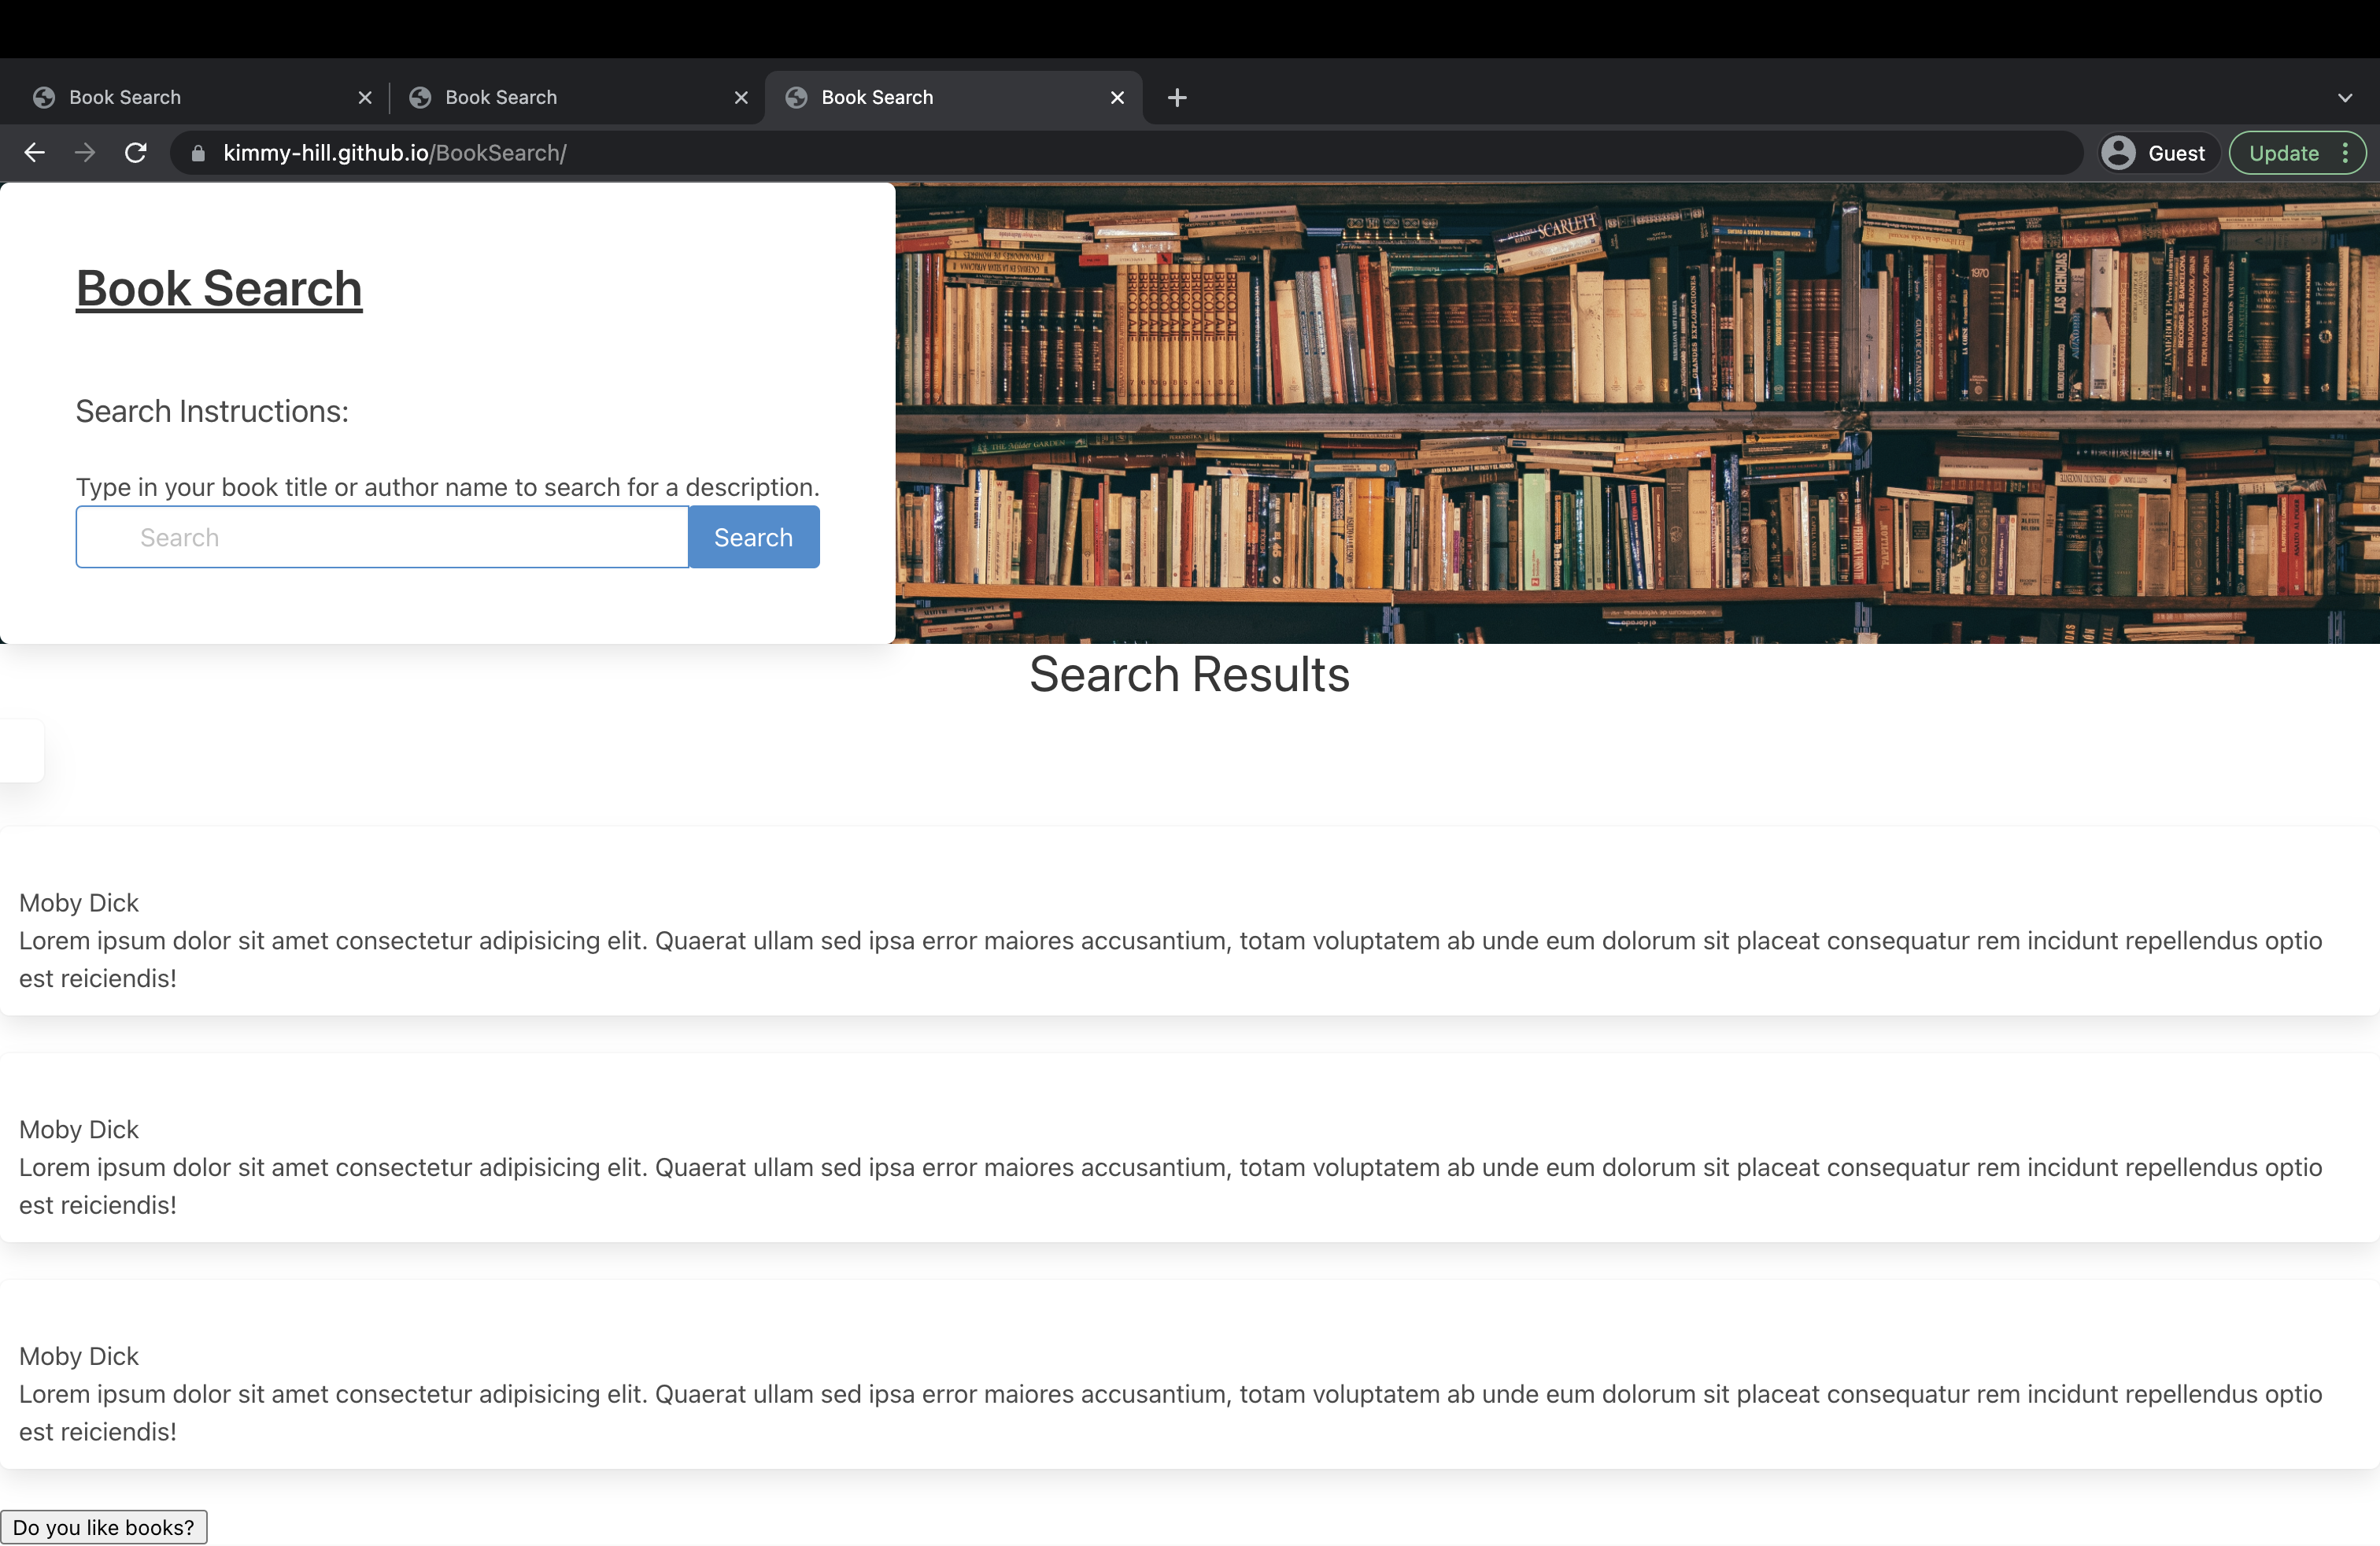 Book Search
Book Search
Book Search
kimmy-hill.github.io/BookSearch/
Guest
Update
Book Search
Search Instructions:
Type in your book title or author name to search for a description.
Search
Search
SCARLETT
1970
LAS CIENCIAS
PAPILLON
Search Results
Moby Dick
Lorem ipsum dolor sit amet consectetur adipisicing elit. Quaerat ullam sed ipsa error maiores accusantium, totam voluptatem ab unde eum dolorum sit placeat consequatur rem incidunt repellendus optio
est reiciendis!
Moby Dick
Lorem ipsum dolor sit amet consectetur adipisicing elit. Quaerat ullam sed ipsa error maiores accusantium, totam voluptatem ab unde eum dolorum sit placeat consequatur rem incidunt repellendus optio
est reiciendis!
Moby Dick
Lorem ipsum dolor sit amet consectetur adipisicing elit. Quaerat ullam sed ipsa error maiores accusantium, totam voluptatem ab unde eum dolorum sit placeat consequatur rem incidunt repellendus optio
est reiciendis!
Do you like books?